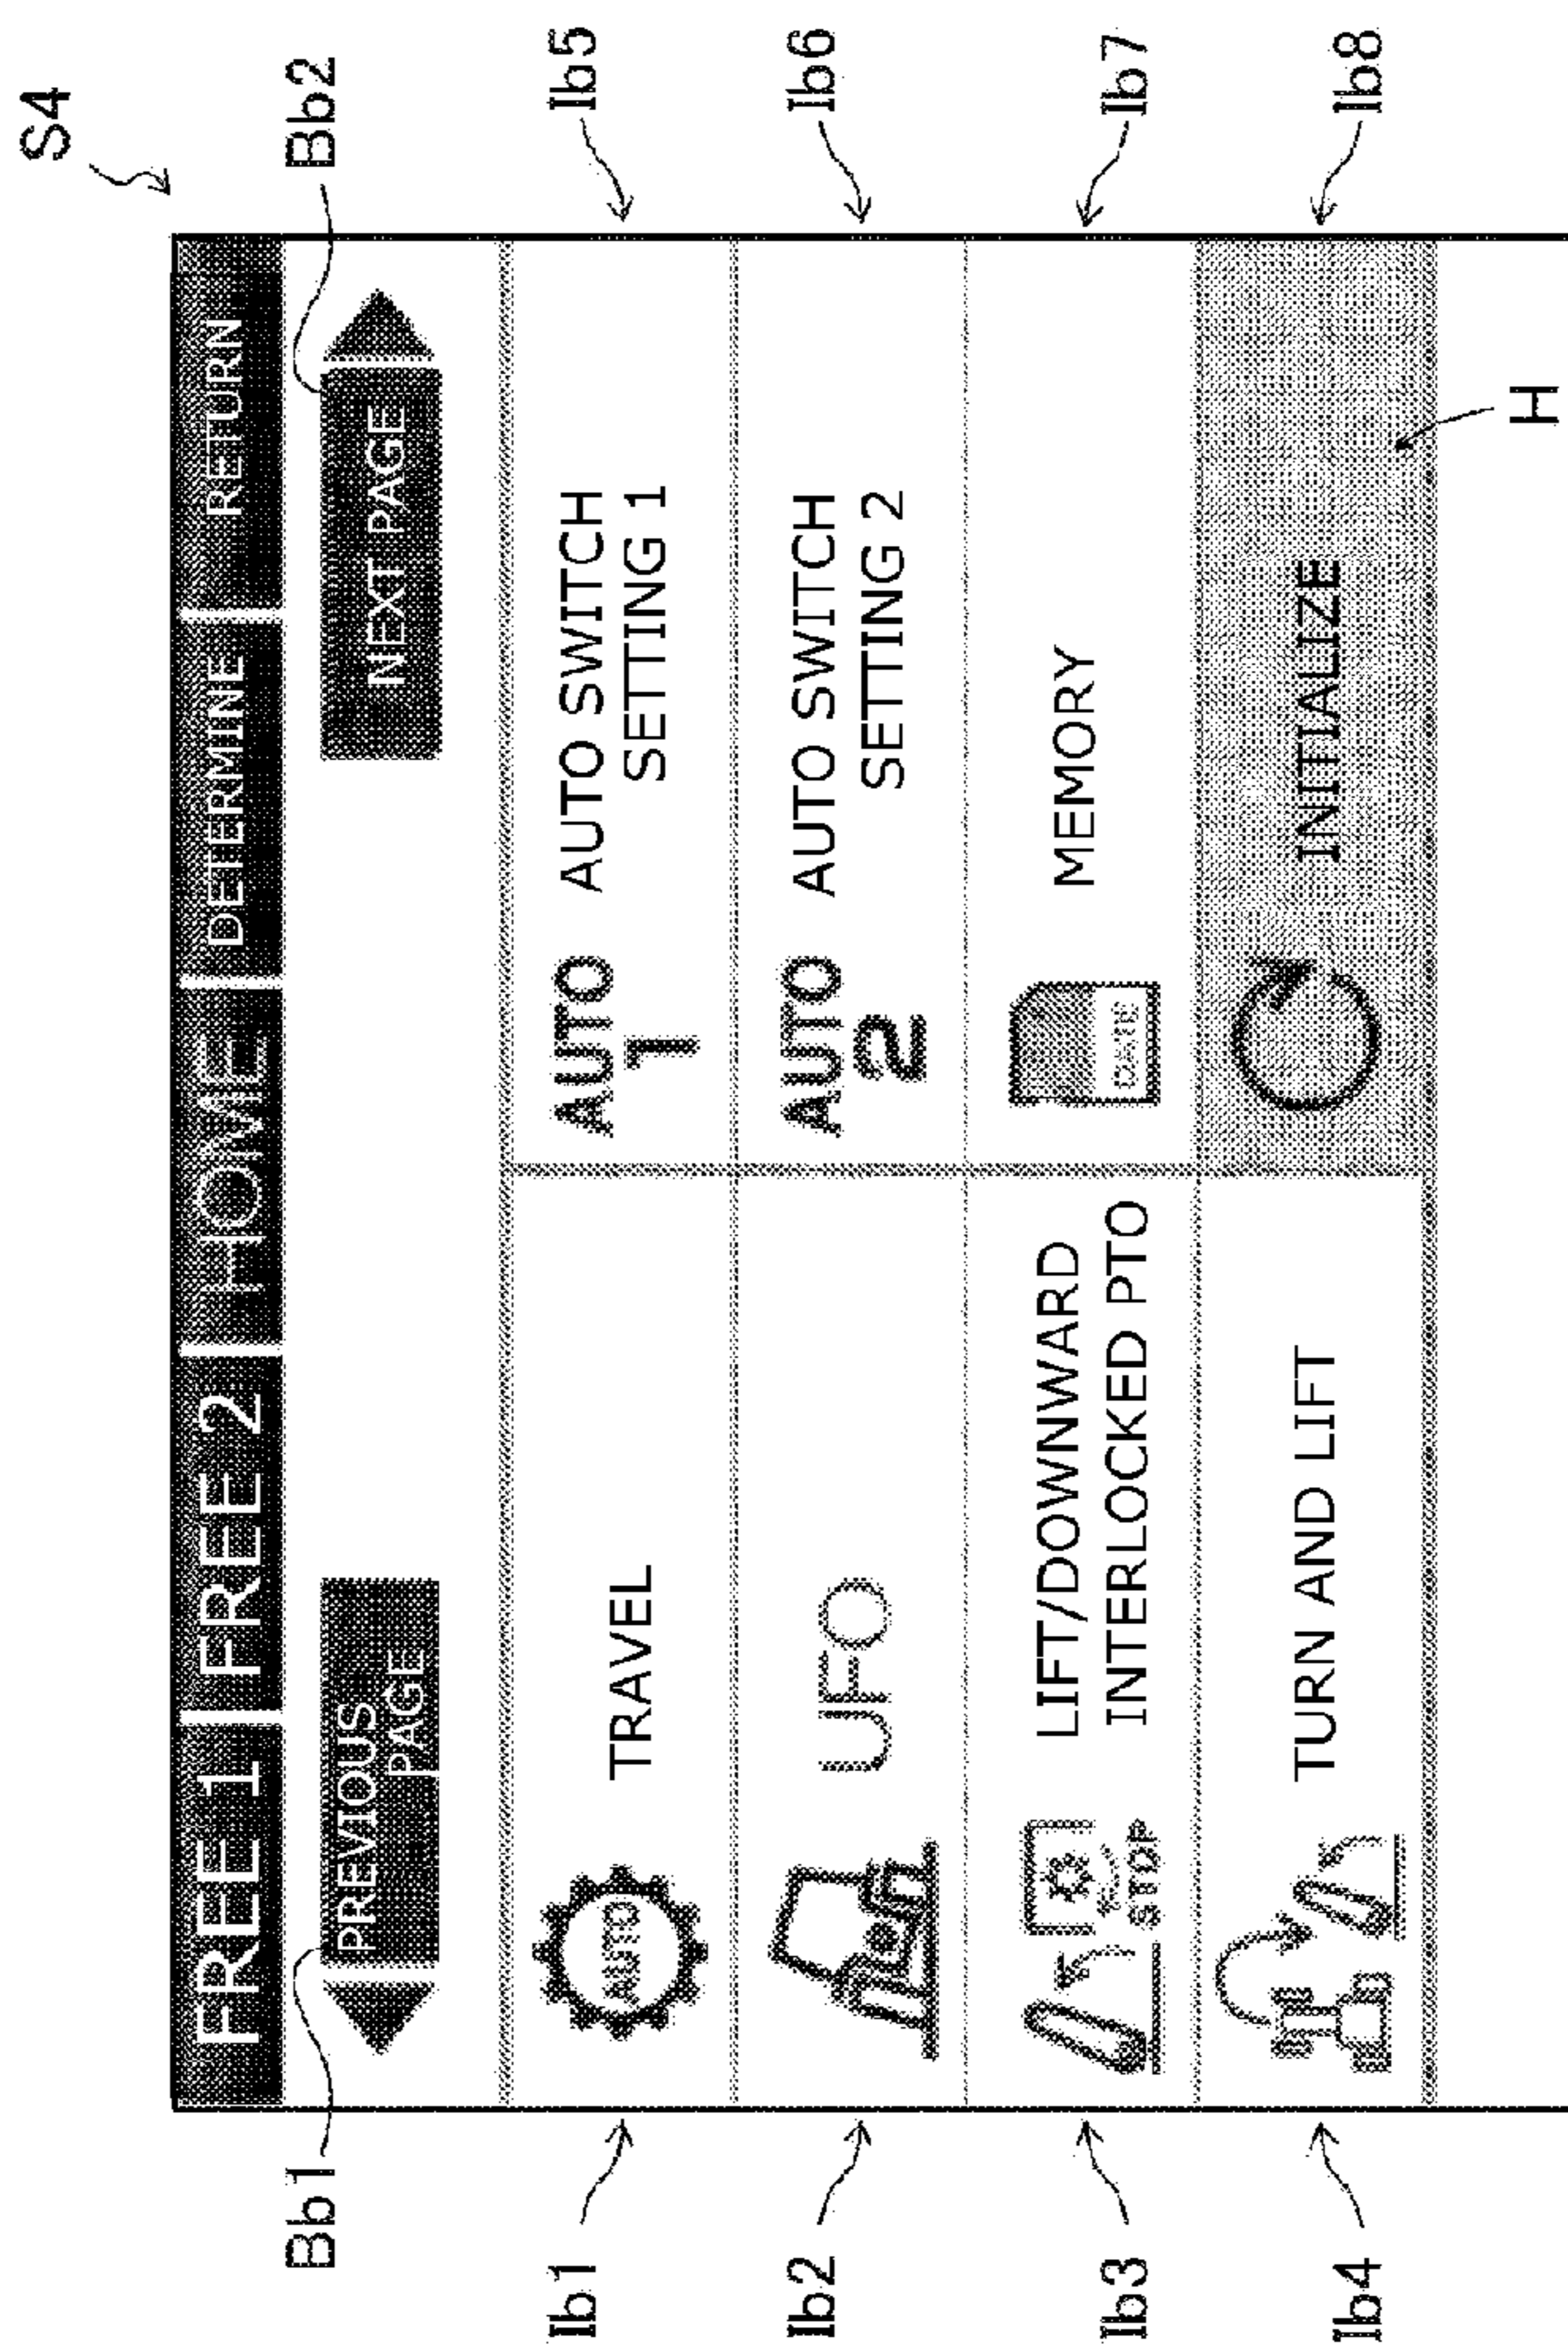 S4
FREE 1 FREE 2 HOME DETERMINE RETURN
Bb1
Bb2
PREVIOUS
PAGE
NEXT PAGE
Ib1
AUTO
TRAVEL
AUTO
1
AUTO SWITCH
SETTING 1
Ib5
Ib2
UFO
AUTO
2
AUTO SWITCH
SETTING 2
Ib6
Ib3
STOP
LIFT/DOWNWARD
INTERLOCKED PTO
MEMORY
Ib7
Ib4
TURN AND LIFT
INITIALIZE
Ib8
H